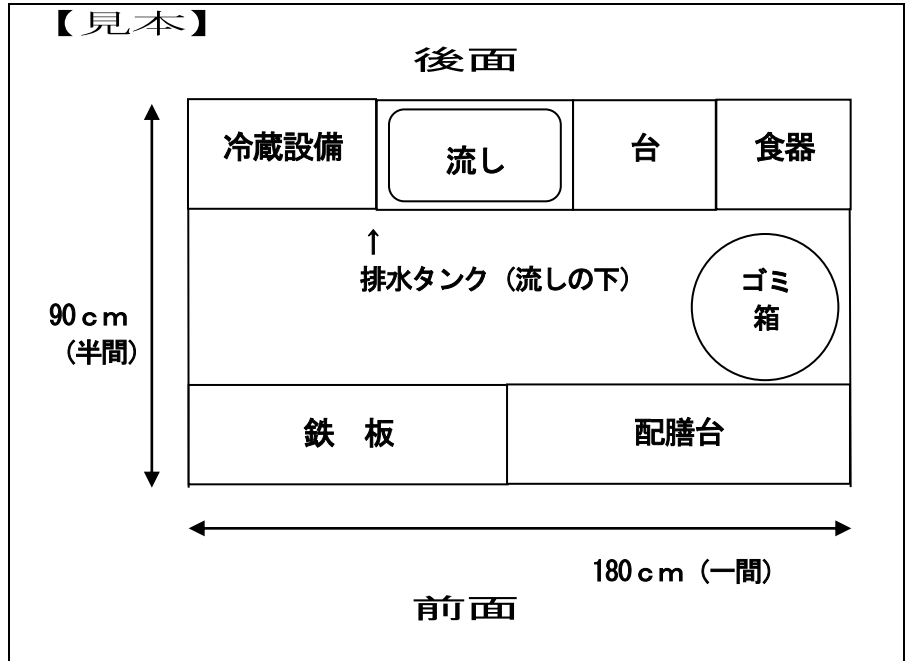 【見本】
後面
冷蔵設備
流し
台
食器
↑
排水タンク（流しの下）
ゴミ
箱
90ｃｍ
（半間）
鉄　板
配膳台
180ｃｍ（一間）
前面